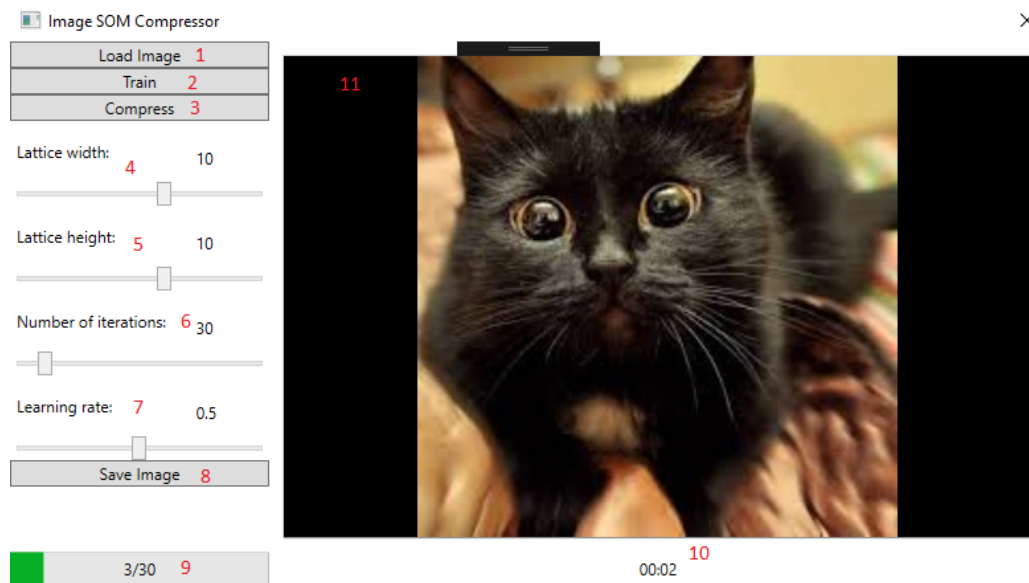 Image SOM Compressor
Load Image 1
Train 2
Compress 3
Lattice width: 4 10
Lattice height: 5 10
Number of iterations: 6 30
Learning rate: 7 0.5
Save Image 8
3/30 9
11
10
00:02